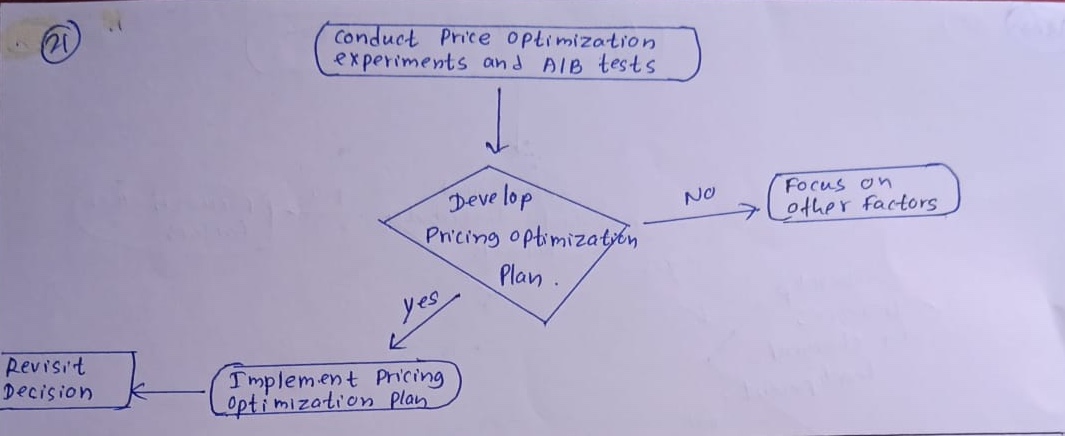 21
Conduct Price optimization
experiments and A/B tests
Develop
Pricing optimization
Plan.
NO
Focus on
other factors
yes
Implement Pricing
optimization plan
Revisit
Decision